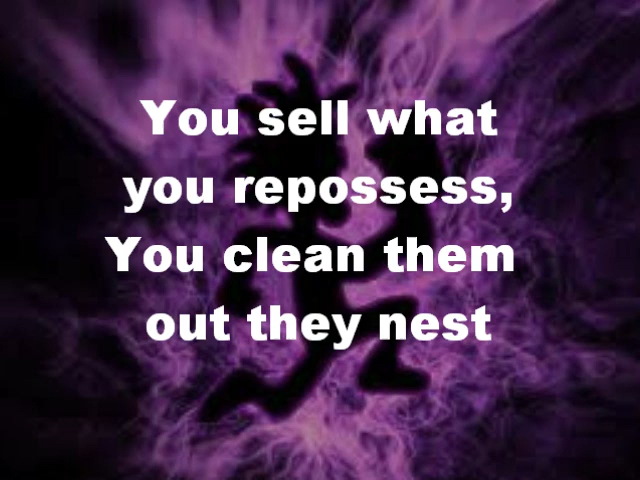 You sell what
you repossess,
You clean them
out they nest